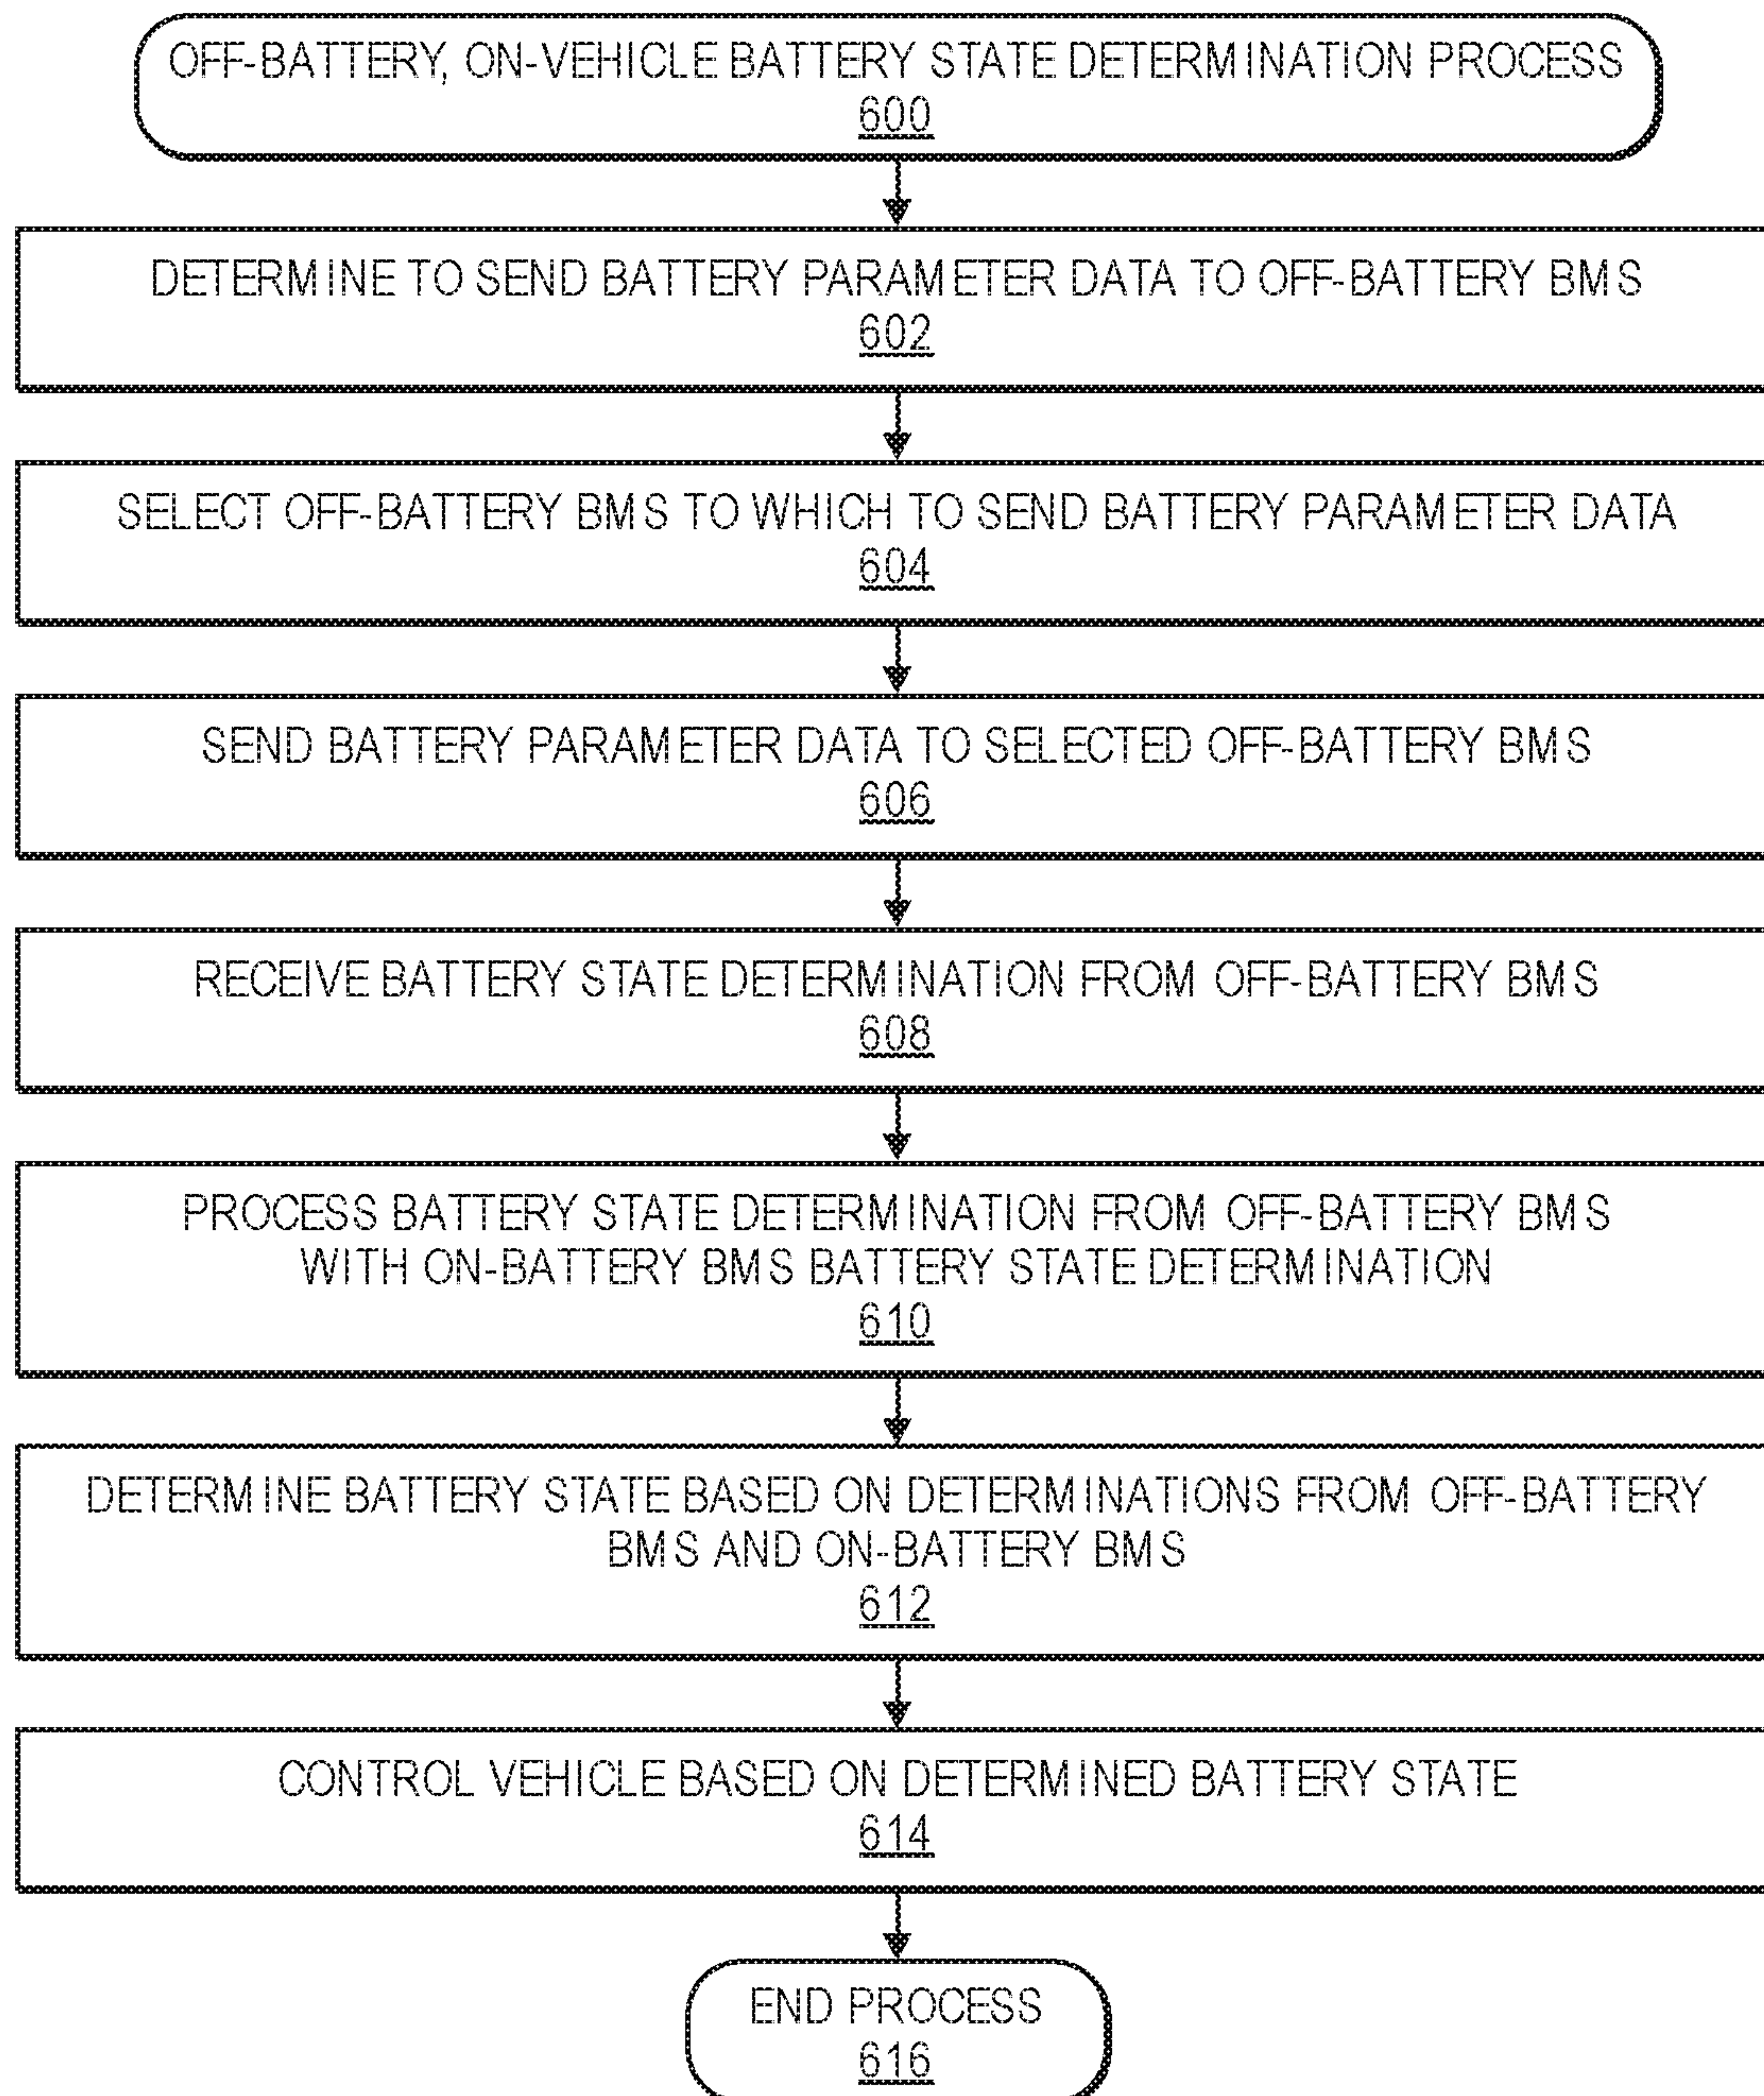 OFF-BATTERY, ON-VEHICLE BATTERY STATE DETERMINATION PROCESS
600
DETERMINE TO SEND BATTERY PARAMETER DATA TO OFF-BATTERY BMS
602
SELECT OFF-BATTERY BMS TO WHICH TO SEND BATTERY PARAMETER DATA
604
SEND BATTERY PARAMETER DATA TO SELECTED OFF-BATTERY BMS
606
RECEIVE BATTERY STATE DETERMINATION FROM OFF-BATTERY BMS
608
PROCESS BATTERY STATE DETERMINATION FROM OFF-BATTERY BMS
WITH ON-BATTERY BMS BATTERY STATE DETERMINATION
610
DETERMINE BATTERY STATE BASED ON DETERMINATIONS FROM OFF-BATTERY
BMS AND ON-BATTERY BMS
612
CONTROL VEHICLE BASED ON DETERMINED BATTERY STATE
614
END PROCESS
616